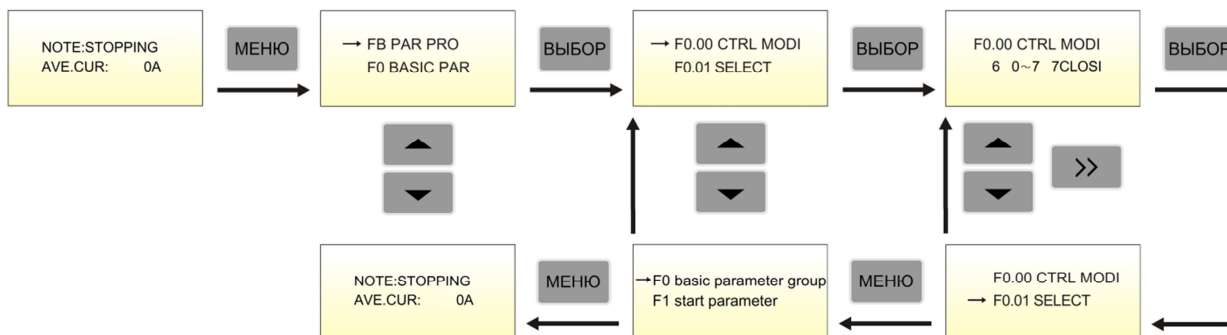 NOTE:STOPPING
AVE.CUR: 0A
МЕНЮ
→ FB PAR PRO
F0 BASIC PAR
ВЫБОР
→ F0.00 CTRL MODI
F0.01 SELECT
ВЫБОР
F0.00 CTRL MODI
6 0~7 7CLOSI
ВЫБОР
>>
NOTE:STOPPING
AVE.CUR: 0A
МЕНЮ
→F0 basic parameter group
F1 start parameter
МЕНЮ
F0.00 CTRL MODI
→ F0.01 SELECT